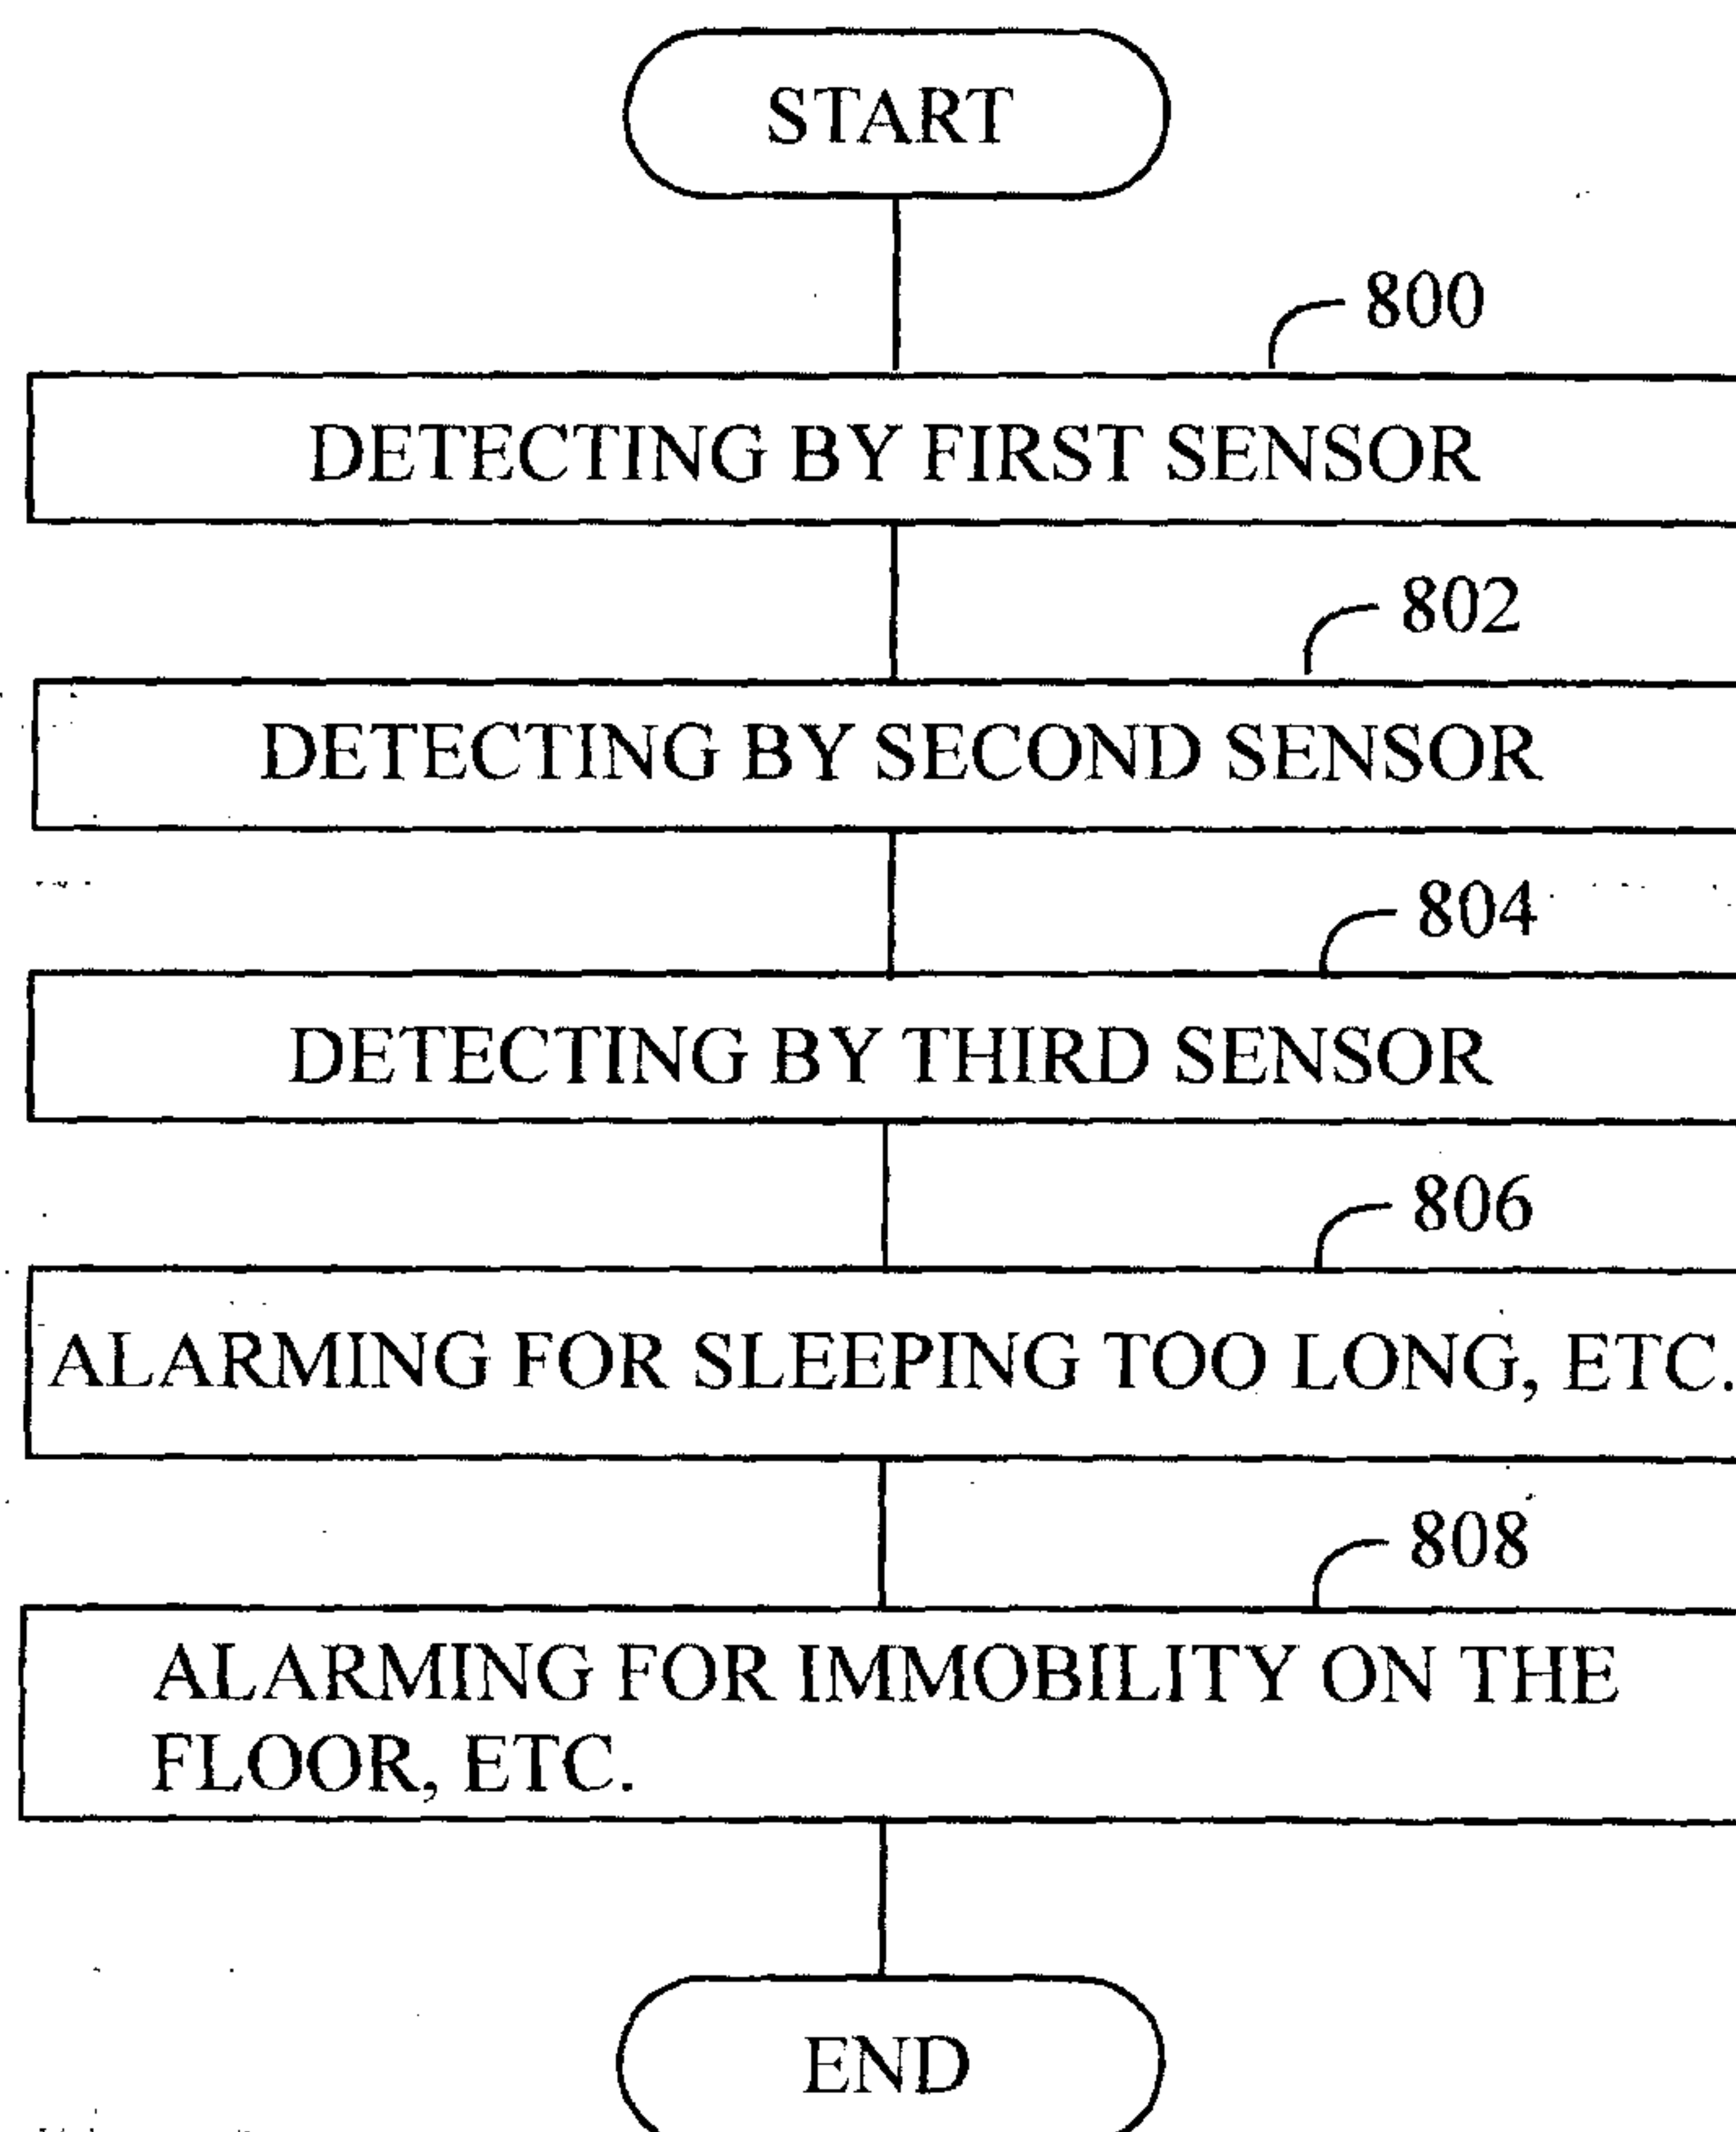 START
800
DETECTING BY FIRST SENSOR
802
DETECTING BY SECOND SENSOR
804
DETECTING BY THIRD SENSOR
806
ALARMING FOR SLEEPING TOO LONG, ETC.
808
ALARMING FOR IMMOBILITY ON THE
FLOOR, ETC.
END